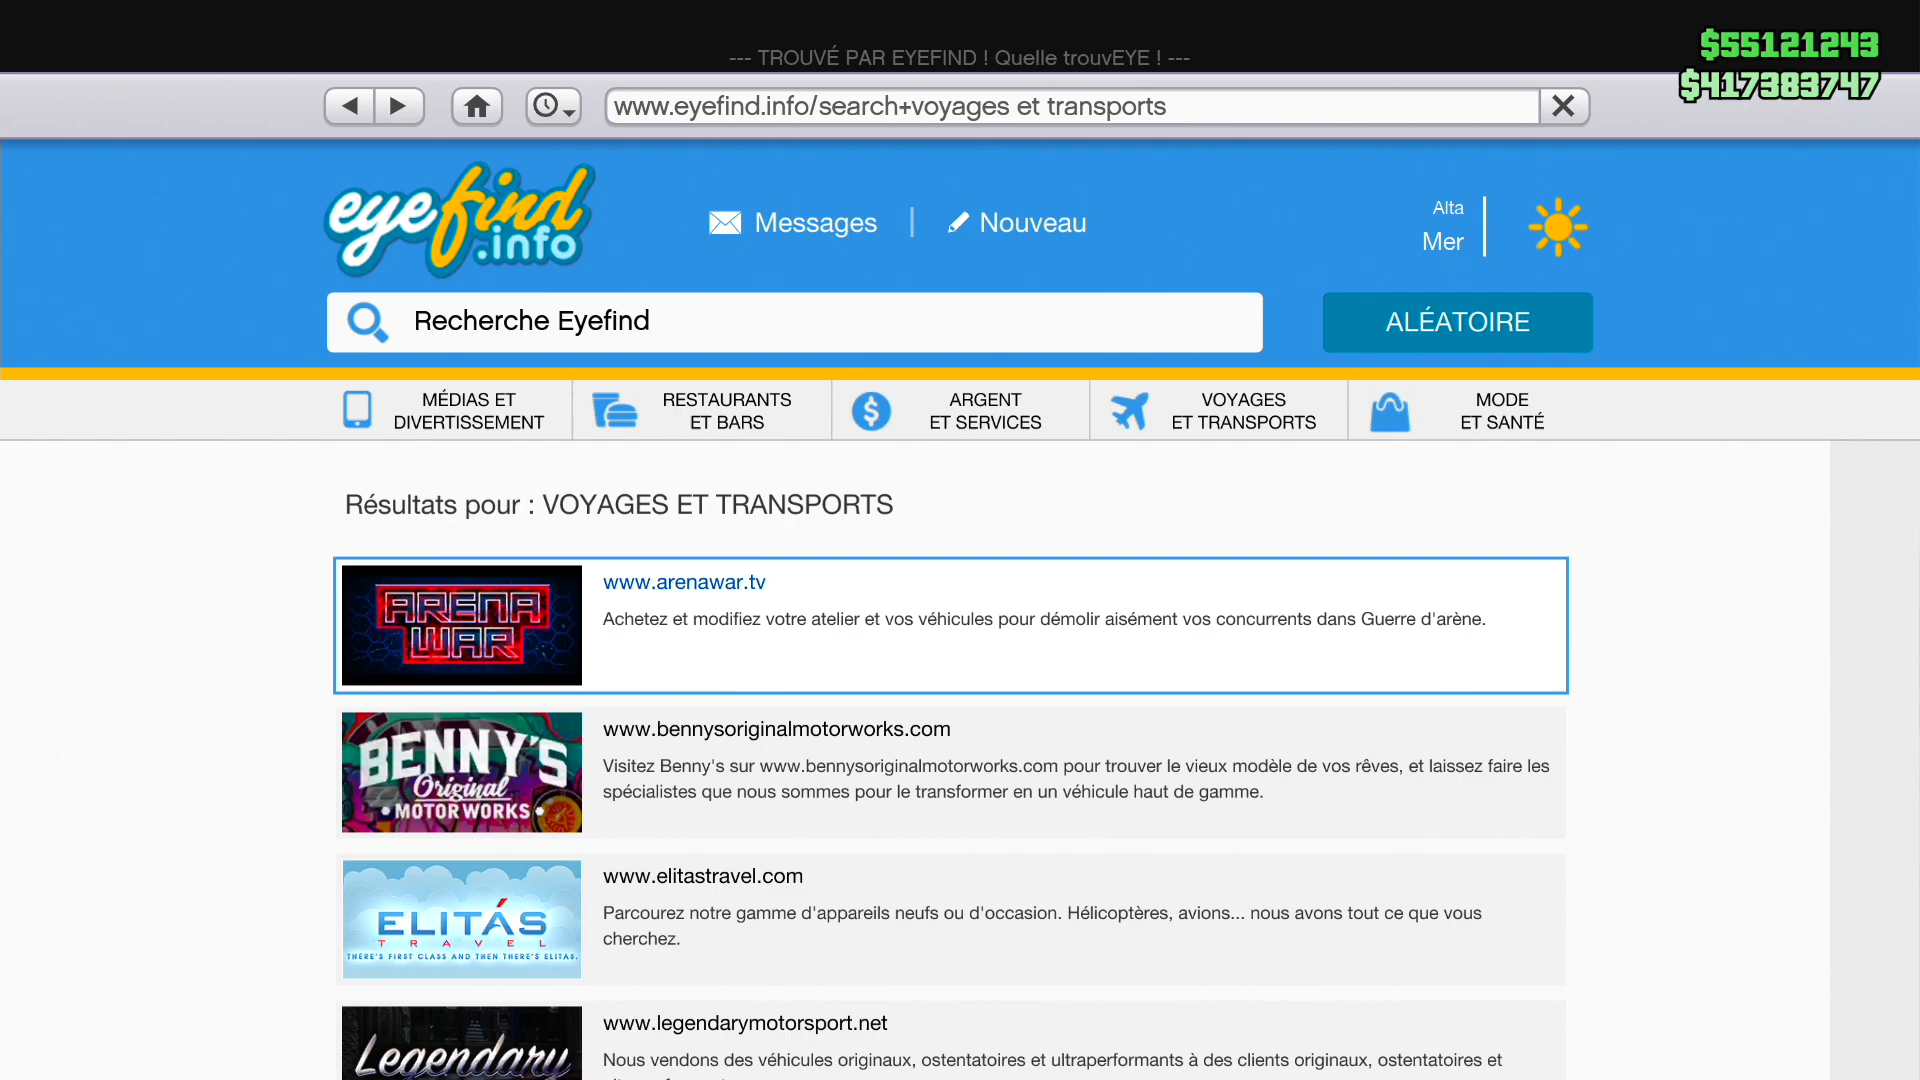 --- TROUVÉ PAR EYEFIND ! Quelle trouvEYE ! ---
$55121243
$417383747
www.eyefind.info/search+voyages et transports
eyefind
.info
Messages
Nouveau
Alta
Mer
Recherche Eyefind
ALÉATOIRE
MÉDIAS ET
DIVERTISSEMENT
RESTAURANTS
ET BARS
ARGENT
ET SERVICES
VOYAGES
ET TRANSPORTS
MODE
ET SANTÉ
Résultats pour : VOYAGES ET TRANSPORTS
ARENA
WAR
www.arenawar.tv
Achetez et modifiez votre atelier et vos véhicules pour démolir aisément vos concurrents dans Guerre d'arène.
BENNY'S
Original
•MOTORWORKS•
www.bennysoriginalmotorworks.com
Visitez Benny's sur www.bennysoriginalmotorworks.com pour trouver le vieux modèle de vos rêves, et laissez faire les
spécialistes que nous sommes pour le transformer en un véhicule haut de gamme.
ELITÁS
TRAVEL
THERE'S FIRST CLASS AND THEN THERE'S ELITAS.
www.elitastravel.com
Parcourez notre gamme d'appareils neufs ou d'occasion. Hélicoptères, avions... nous avons tout ce que vous
cherchez.
Legendary
www.legendarymotorsport.net
Nous vendons des véhicules originaux, ostentatoires et ultraperformants à des clients originaux, ostentatoires et